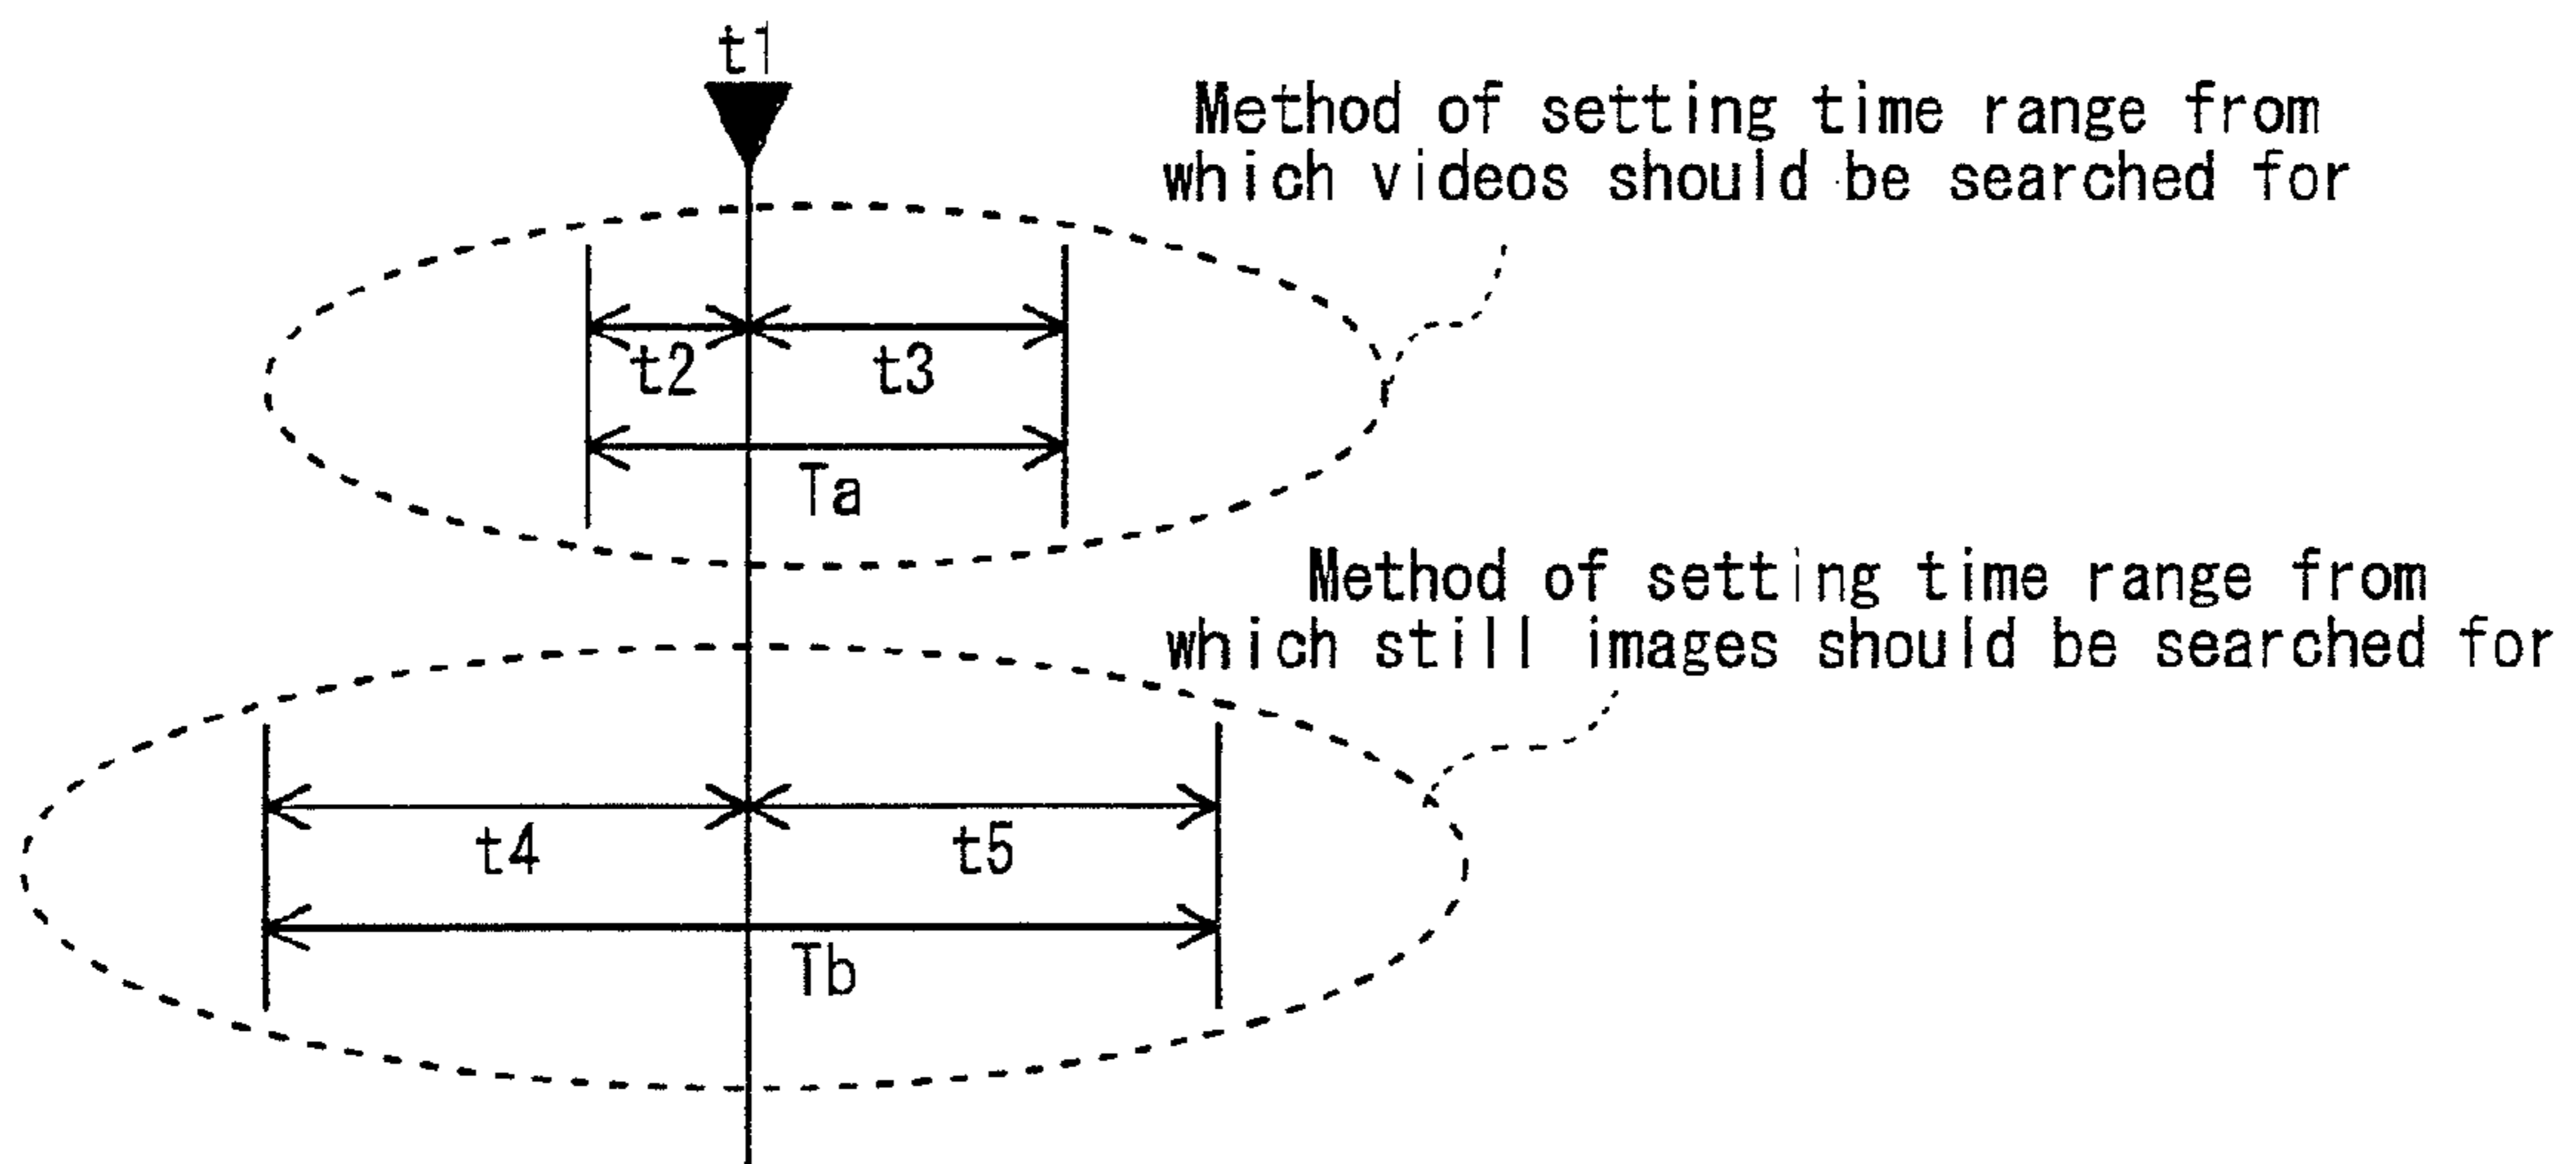 t1
Method of setting time range from
which videos should be searched for
t2
t3
Ta
Method of setting time range from
which still images should be searched for
t4
t5
Tb